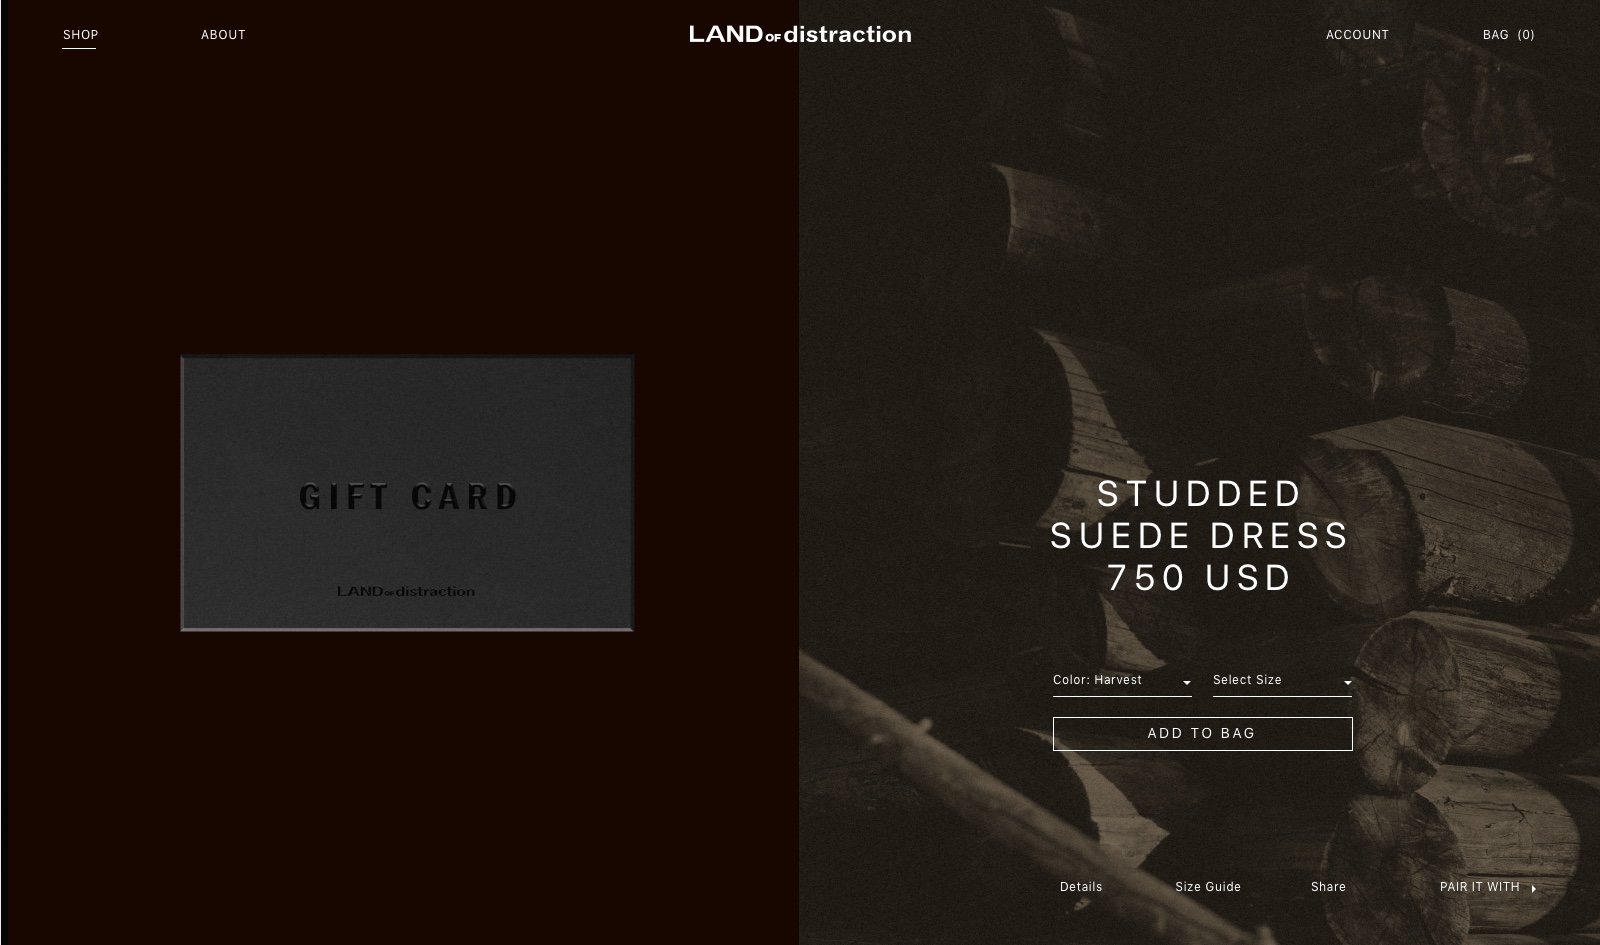 SHOP
ABOUT
LAND OF distraction
ACCOUNT
BAG (0)
GIFT CARD
LAND OF distraction
STUDDED
SUEDE DRESS
750 USD
Color: Harvest
Select Size
ADD TO BAG
Details
Size Guide
Share
PAIR IT WITH